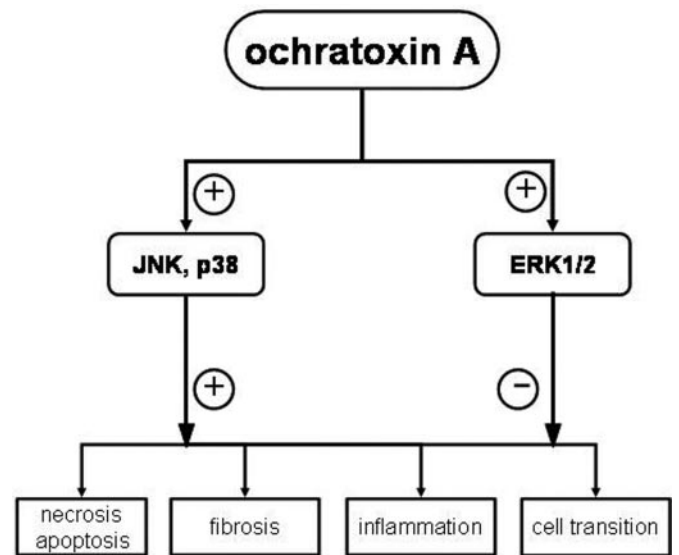 ochratoxin A
+
+
JNK, p38
ERK1/2
+
−
necrosis
apoptosis
fibrosis
inflammation
cell transition